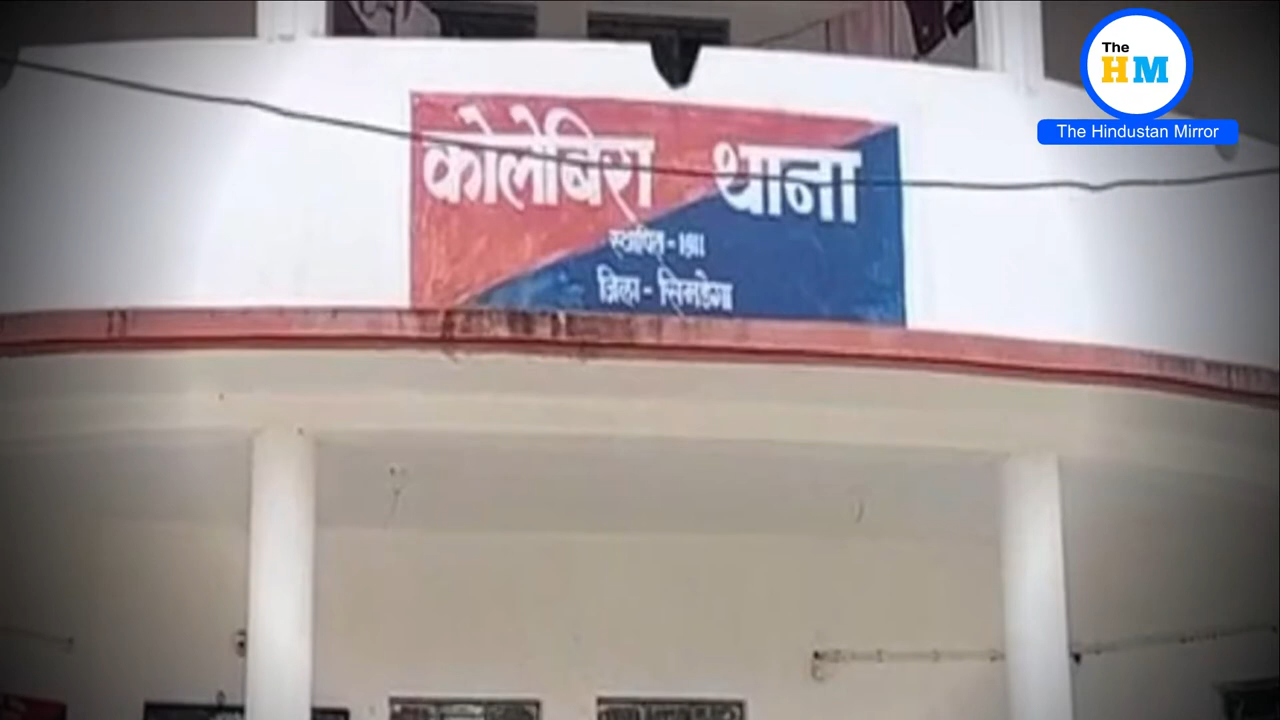 The
HM
The Hindustan Mirror
कोलेबिरा थाना
स्थापित -
जिला - सिमडेगा